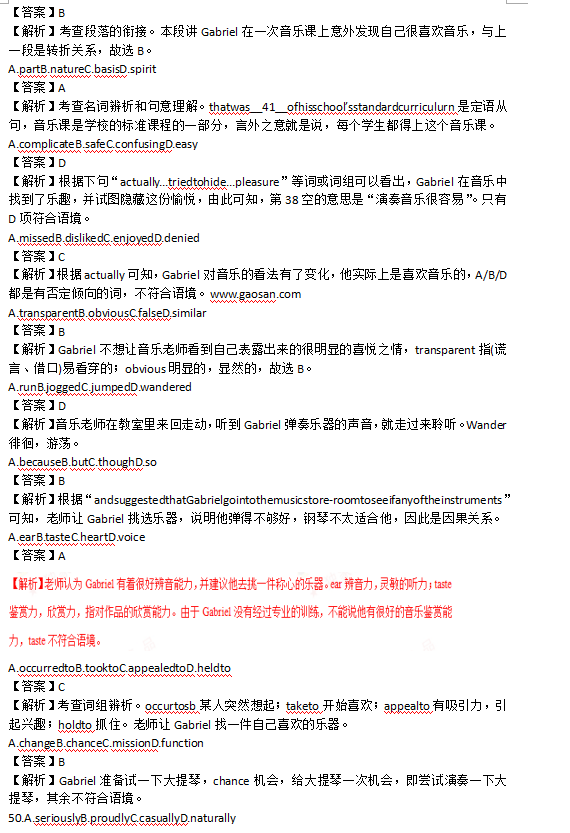 【答案】B
【解析】考查段落的衔接。本段讲 Gabriel 在一次音乐课上意外发现自己很喜欢音乐，与上
一段是转折关系，故选 B。
A.partB.natureC.basisD.spirit
【答案】A
【解析】考查名词辨析和句意理解。thatwas__41__ofhisschool'sstandardcurriculurn 是定语从
句，音乐课是学校的标准课程的一部分，言外之意就是说，每个学生都得上这个音乐课。
A.complicateB.safeC.confusingD.easy
【答案】D
【解析】根据下句“actually...triedtohide...pleasure”等词或词组可以看出，Gabriel 在音乐中
找到了乐趣，并试图隐藏这份愉悦，由此可知，第 38 空的意思是“演奏音乐很容易”。只有
D 项符合语境。
A.missedB.dislikedC.enjoyedD.denied
【答案】C
【解析】根据 actually 可知，Gabriel 对音乐的看法有了变化，他实际上是喜欢音乐的，A/B/D
都是有否定倾向的词，不符合语境。www.gaosan.com
A.transparentB.obviousC.falseD.similar
【答案】B
【解析】Gabriel 不想让音乐老师看到自己表露出来的很明显的喜悦之情，transparent 指(谎
言、借口)易看穿的；obvious 明显的，显然的，故选 B。
A.runB.joggedC.jumpedD.wandered
【答案】D
【解析】音乐老师在教室里来回走动，听到 Gabriel 弹奏乐器的声音，就走过来聆听。Wander
徘徊，游荡。
A.becauseB.butC.thoughD.so
【答案】B
【解析】根据“andsuggestedthatGabrielgointothemusicstore-roomtoseeifanyoftheinstruments”
可知，老师让 Gabriel 挑选乐器，说明他弹得不够好，钢琴不太适合他，因此是因果关系。
A.earB.tasteC.heartD.voice
【答案】A
【解析】老师认为 Gabriel 有着很好辨音能力，并建议他去挑一件称心的乐器。ear 辨音力，灵敏的听力；taste
鉴赏力，欣赏力，指对作品的欣赏能力。由于 Gabriel 没有经过专业的训练，不能说他有很好的音乐鉴赏能
力，taste 不符合语境。
A.occurredtoB.tooktoC.appealedtoD.heldto
【答案】C
【解析】考查词组辨析。occurtosb 某人突然想起；taketo 开始喜欢；appealto 有吸引力，引
起兴趣；holdto 抓住。老师让 Gabriel 找一件自己喜欢的乐器。
A.changeB.chanceC.missionD.function
【答案】B
【解析】Gabriel 准备试一下大提琴，chance 机会，给大提琴一次机会，即尝试演奏一下大
提琴，其余不符合语境。
50.A.seriouslyB.proudlyC.casuallyD.naturally